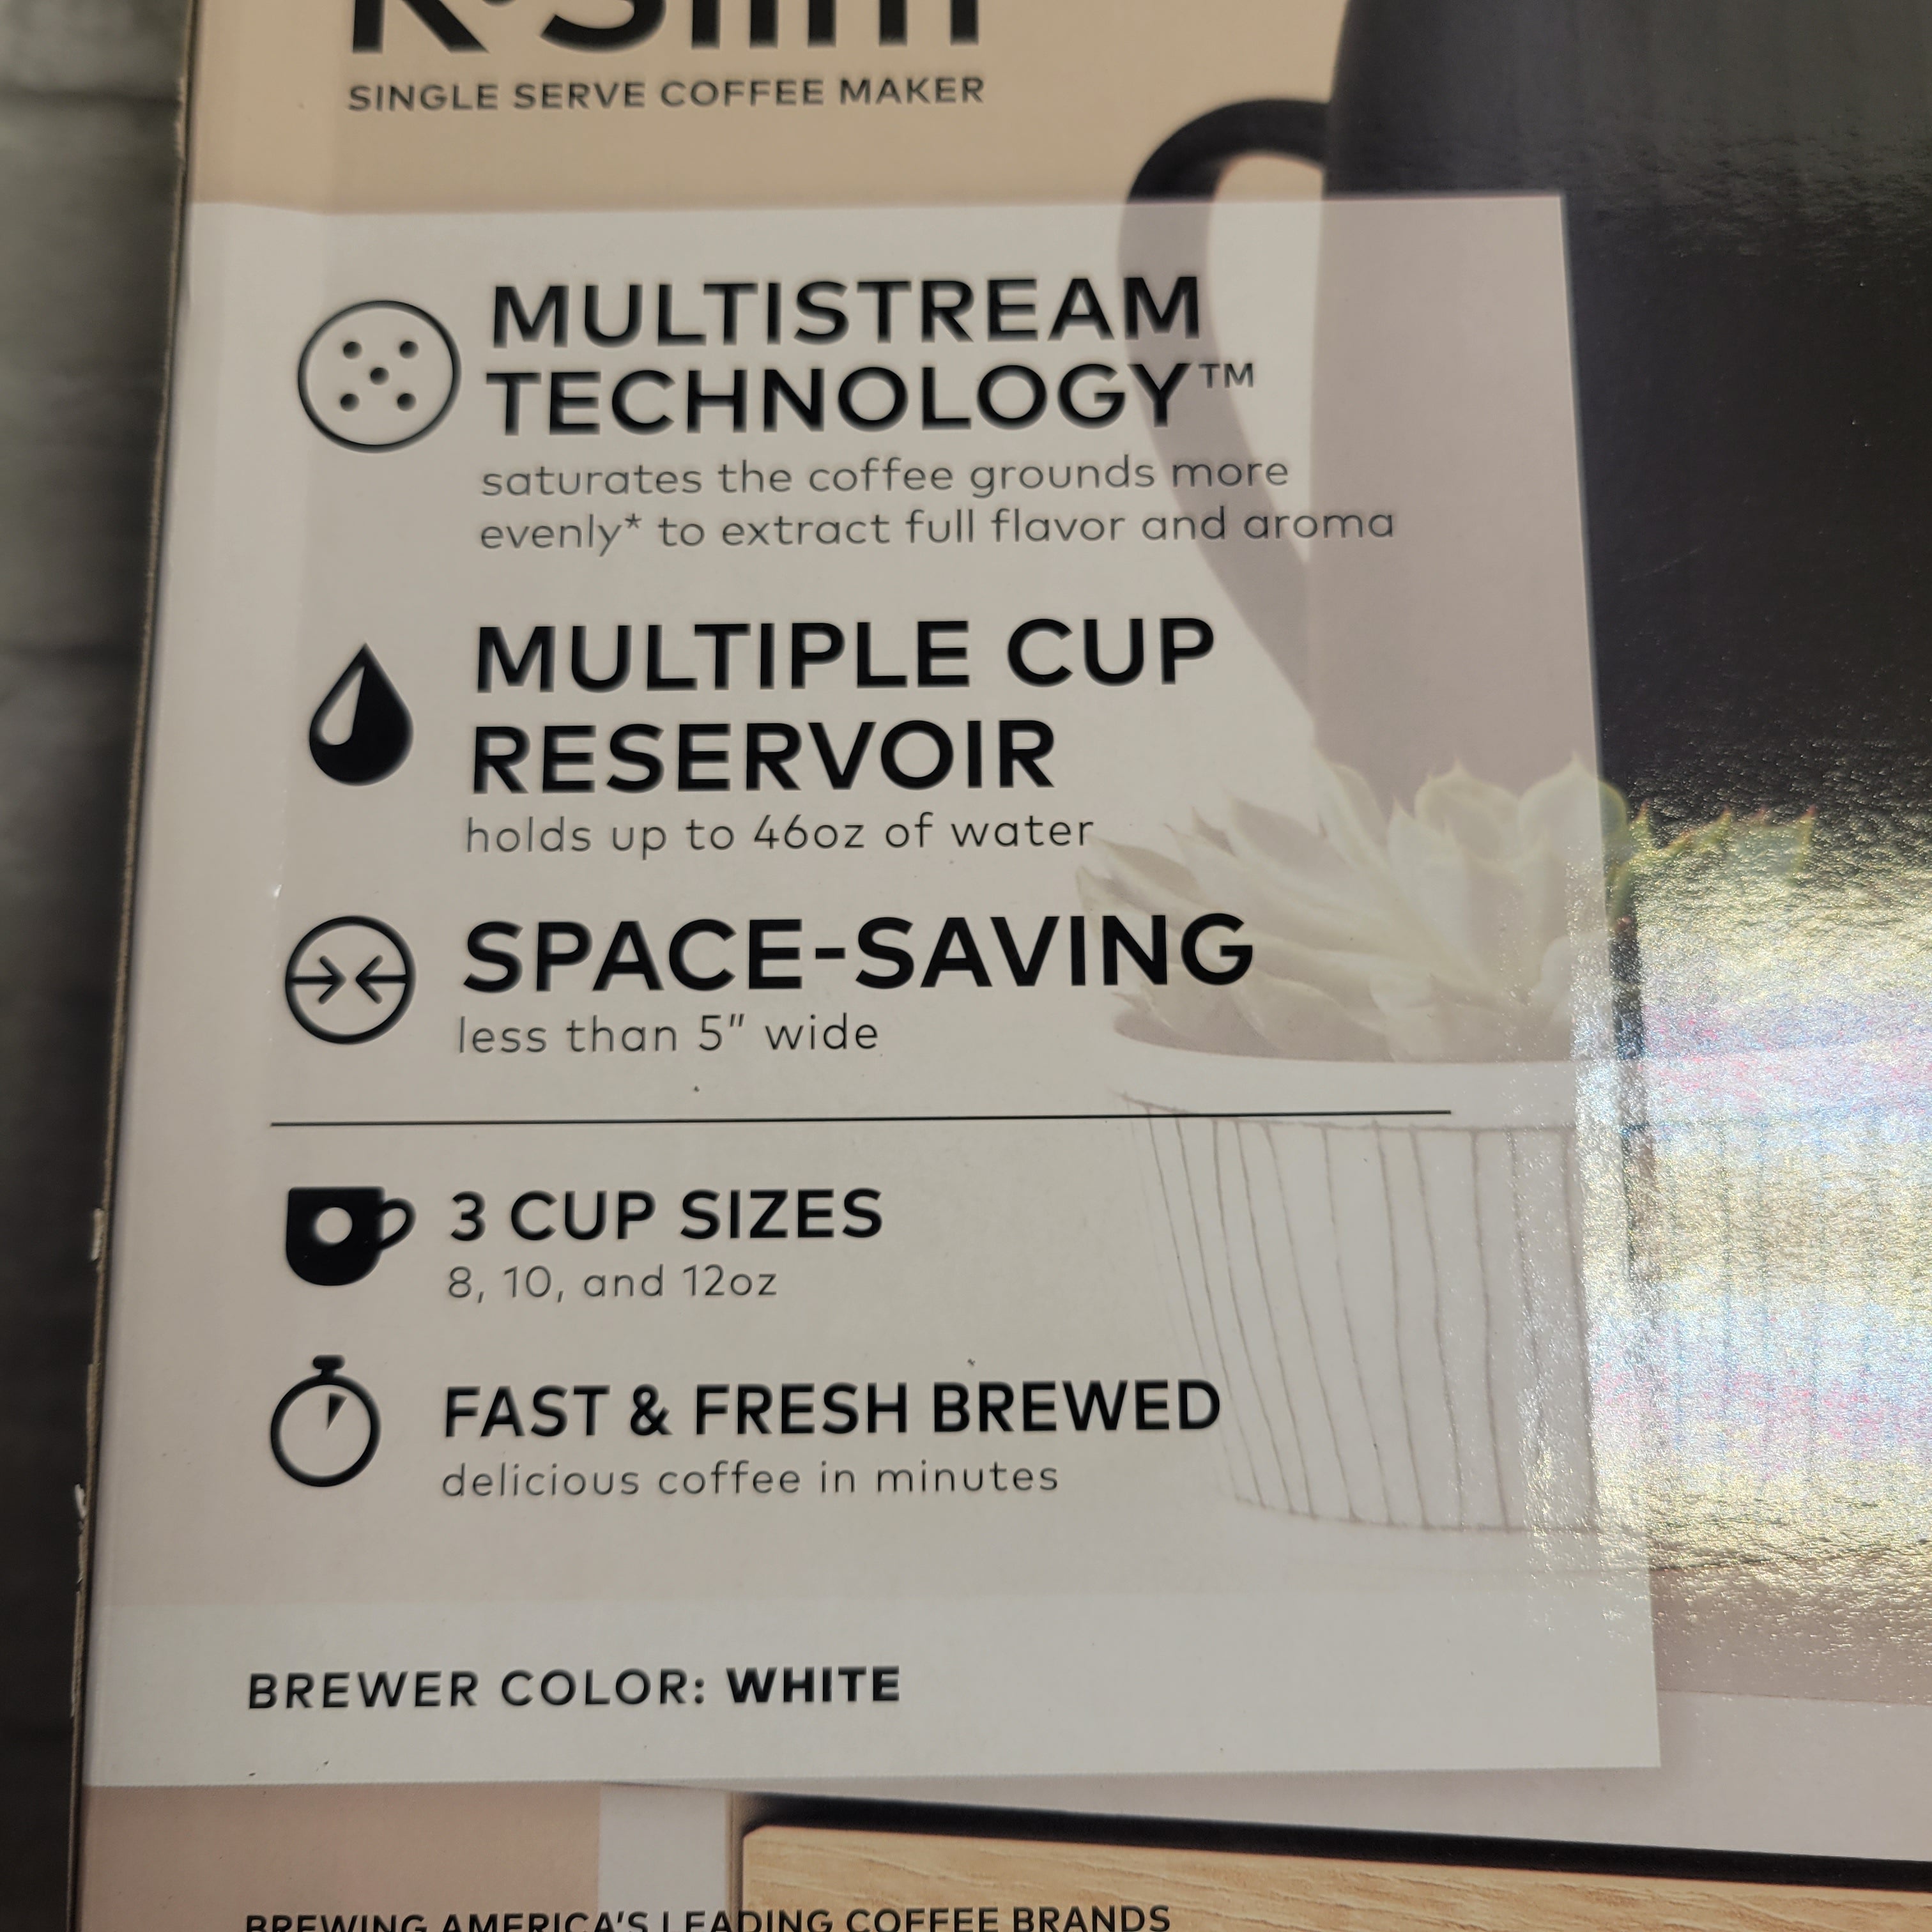 K•Slim
SINGLE SERVE COFFEE MAKER
MULTISTREAM
TECHNOLOGY™
saturates the coffee grounds more
evenly* to extract full flavor and aroma
MULTIPLE CUP
RESERVOIR
holds up to 46oz of water
SPACE-SAVING
less than 5" wide
3 CUP SIZES
8, 10, and 12oz
FAST & FRESH BREWED
delicious coffee in minutes
BREWER COLOR: WHITE
BREWING AMERICA'S LEADING COFFEE BRANDS